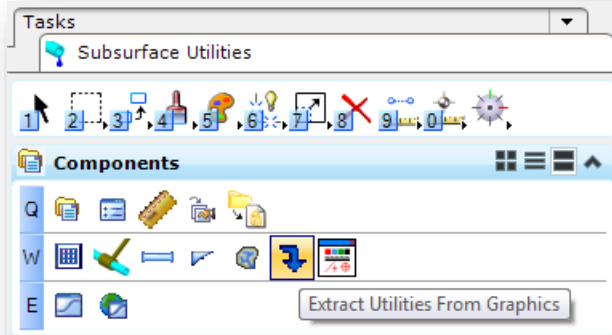 Tasks
Subsurface Utilities
1 2 3 4 5 6 7 8 9 0
Components
Q
W
E
Extract Utilities From Graphics